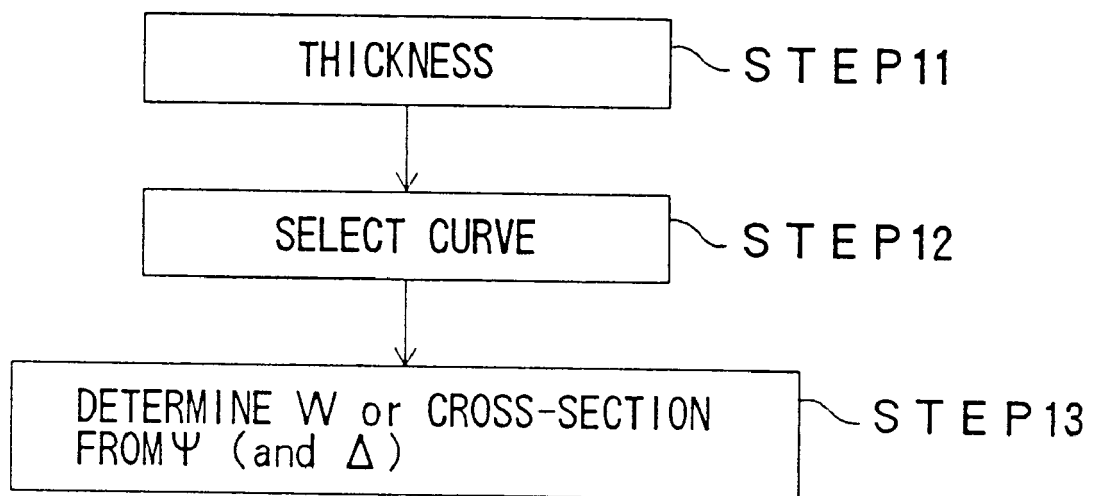 THICKNESS
STEP11
SELECT CURVE
STEP12
DETERMINE W or CROSS-SECTION
FROM Ψ (and Δ)
STEP13